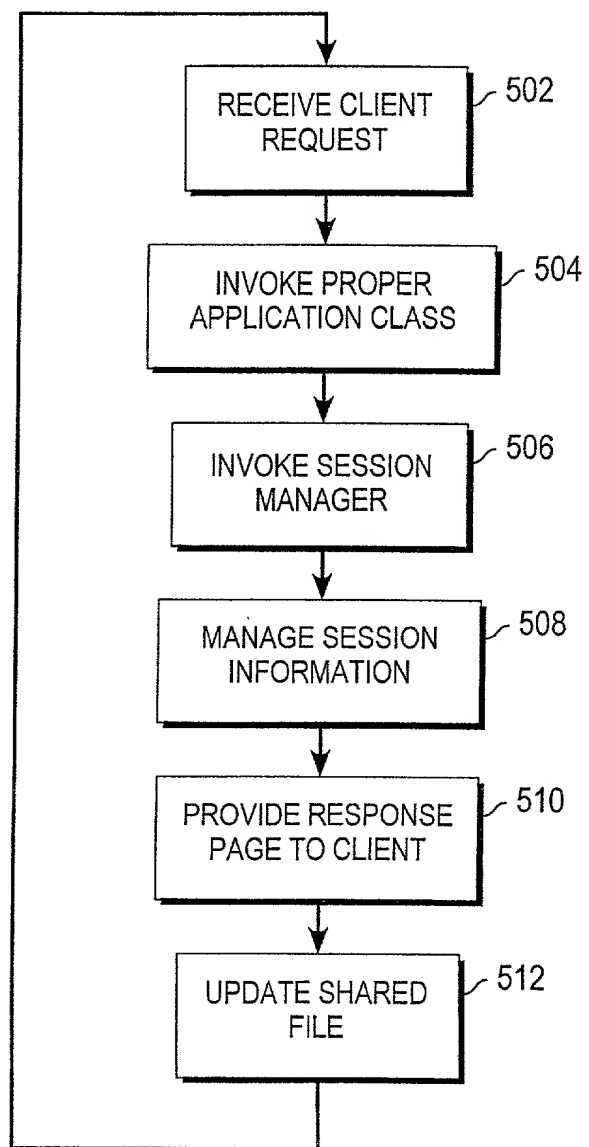 RECEIVE CLIENT
REQUEST
502
INVOKE PROPER
APPLICATION CLASS
504
INVOKE SESSION
MANAGER
506
MANAGE SESSION
INFORMATION
508
PROVIDE RESPONSE
PAGE TO CLIENT
510
UPDATE SHARED
FILE
512